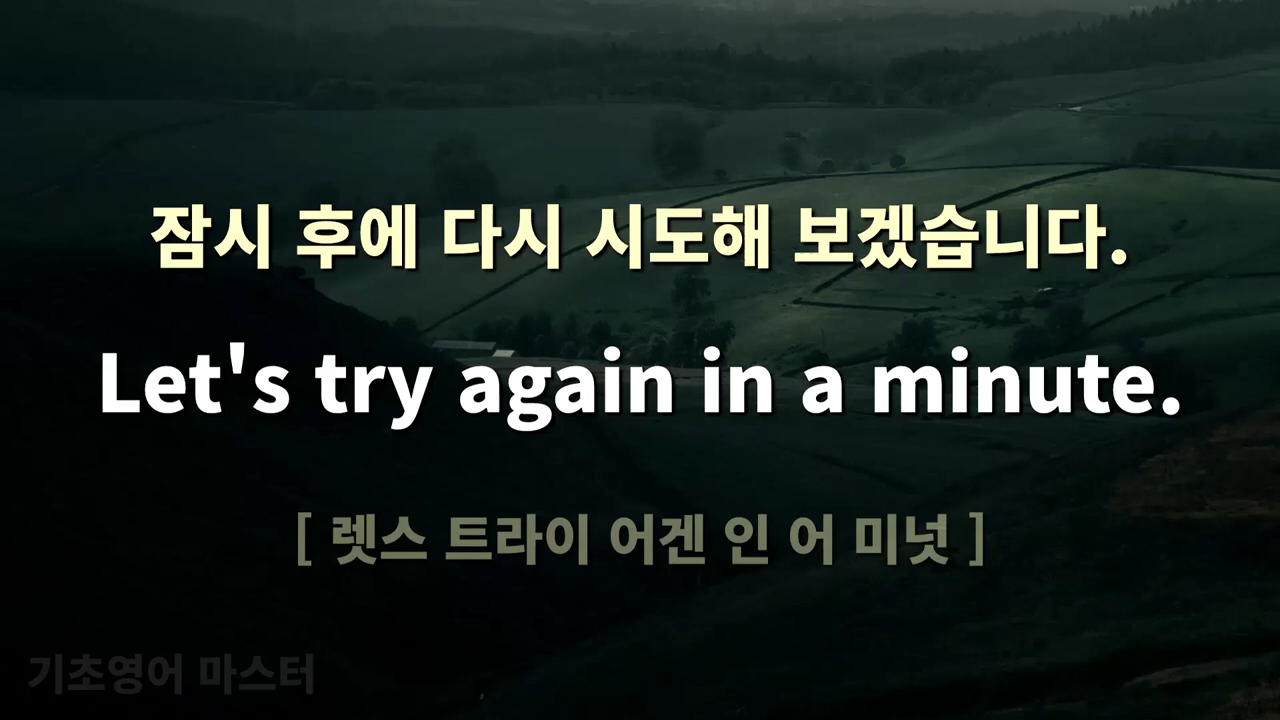 잠시 후에 다시 시도해 보겠습니다.
Let's try again in a minute.
[ 렛스 트라이 어겐 인 어 미넛 ]
기초영어 마스터